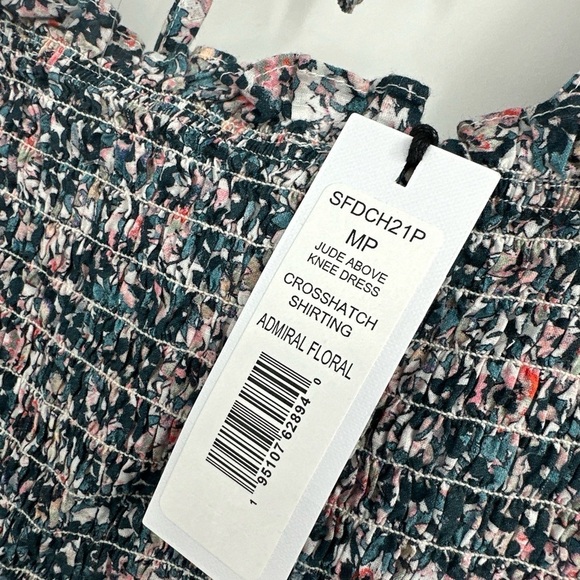 SFDCH21P
MP
JUDE ABOVE
KNEE DRESS
CROSSHATCH
SHIRTING
ADMIRAL FLORAL
1 95107 62894 0